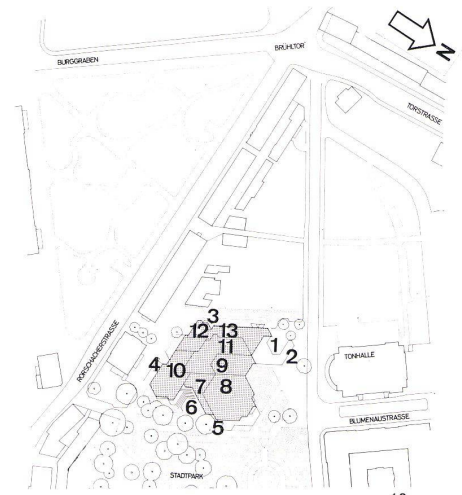 BRÜHLTOR
N
BURGGRABEN
TORSTRASSE
RORSCHACHERSTRASSE
3
12 13
1
11
2
4 10 9
TONHALLE
7 8
6
BLUMENAUSTRASSE
5
STADTPARK